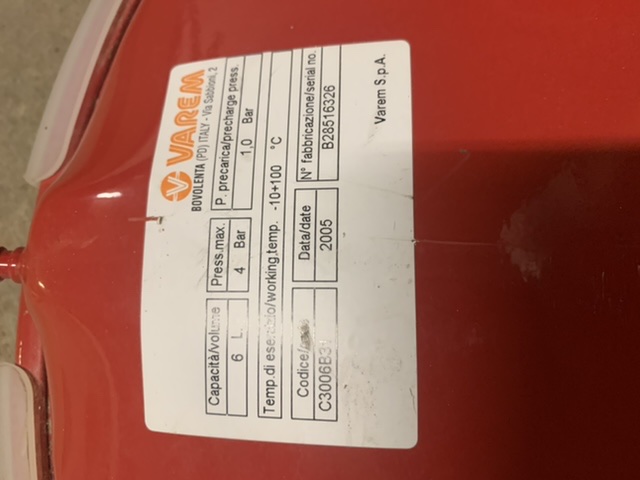 VAREM
BOVOLENTA (PD) ITALY - Via Sabbioni, 2
Capacità/volume Press.max. P. precarica/precharge press.
6 L. 4 Bar 1,0 Bar
Temp.di esercizio/working.temp. -10+100 °C
Codice/ Data/date N° fabbricazione/serial no.
2005 B28516326
Varem S.p.A.